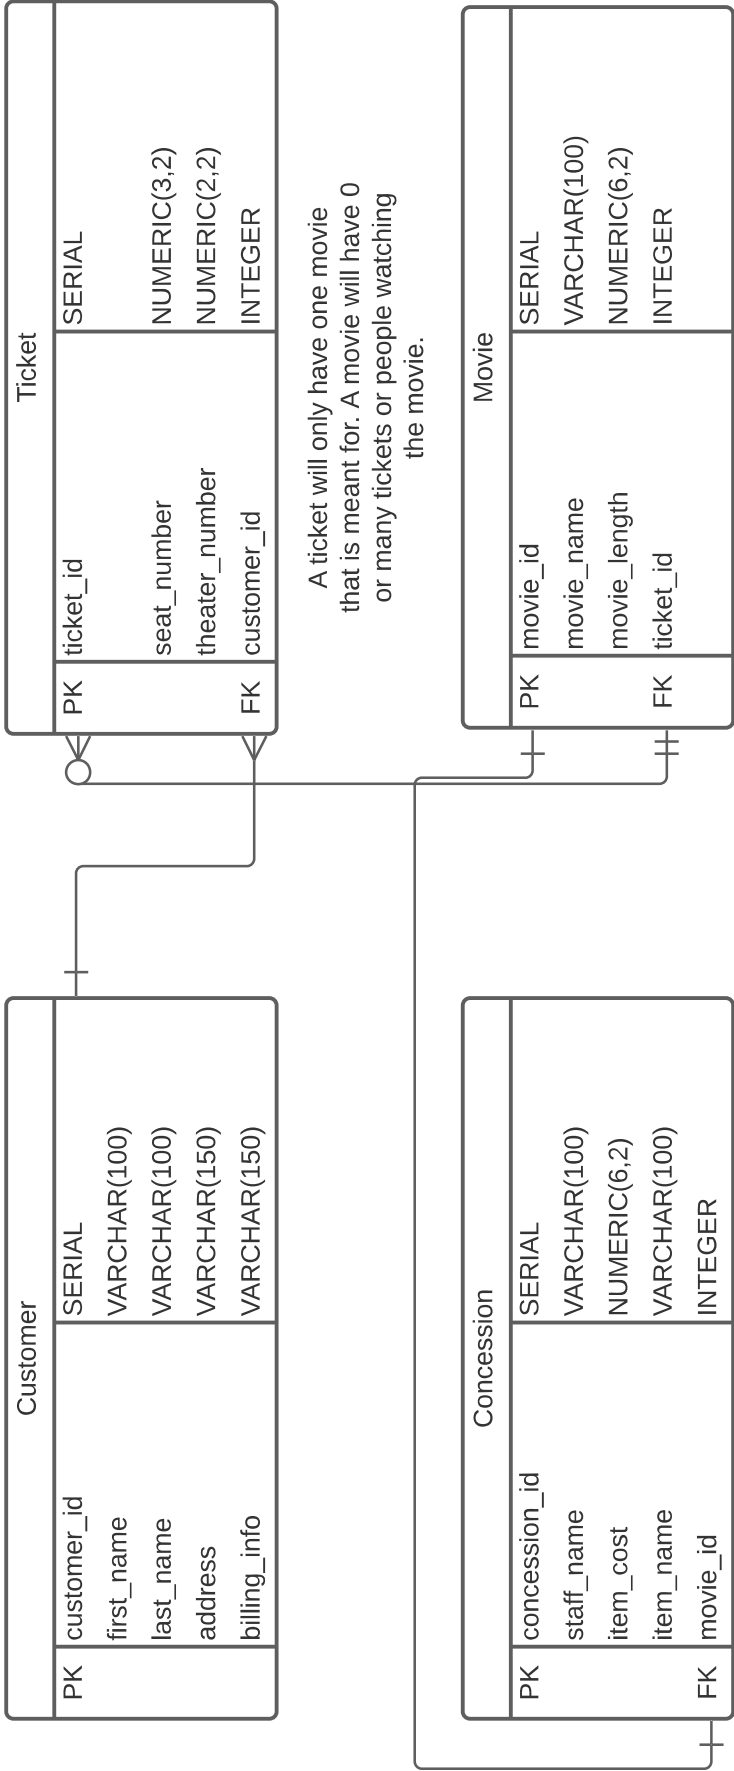 Customer
PK customer_id SERIAL
first_name VARCHAR(100)
last_name VARCHAR(100)
address VARCHAR(150)
billing_info VARCHAR(150)
Ticket
PK ticket_id SERIAL
seat_number NUMERIC(3,2)
theater_number NUMERIC(2,2)
FK customer_id INTEGER
A ticket will only have one movie
that is meant for. A movie will have 0
or many tickets or people watching
the movie.
Concession
PK concession_id SERIAL
staff_name VARCHAR(100)
item_cost NUMERIC(6,2)
item_name VARCHAR(100)
FK movie_id INTEGER
Movie
PK movie_id SERIAL
movie_name VARCHAR(100)
movie_length NUMERIC(6,2)
FK ticket_id INTEGER